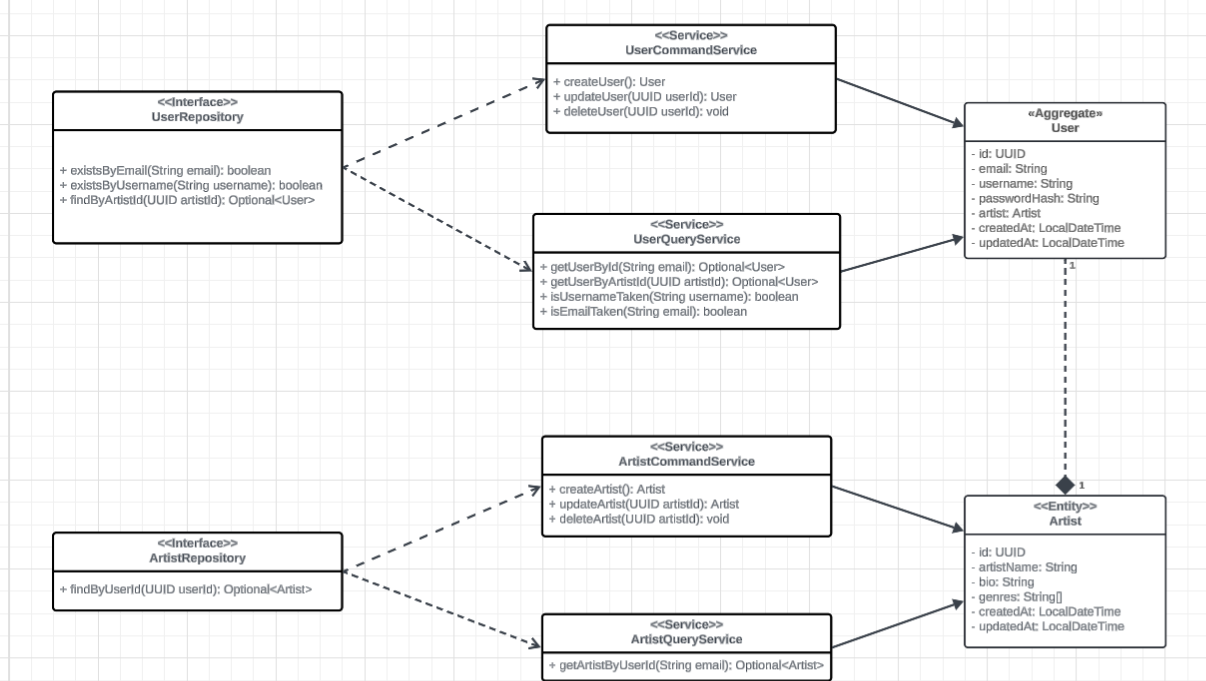 <<Interface>>
UserRepository
+ existsByEmail(String email): boolean
+ existsByUsername(String username): boolean
+ findByArtistId(UUID artistId): Optional<User>
<<Service>>
UserCommandService
+ createUser(): User
+ updateUser(UUID userId): User
+ deleteUser(UUID userId): void
<<Service>>
UserQueryService
+ getUserById(String email): Optional<User>
+ getUserByArtistId(UUID artistId): Optional<User>
+ isUsernameTaken(String username): boolean
+ isEmailTaken(String email): boolean
«Aggregate»
User
- id: UUID
- email: String
- username: String
- passwordHash: String
- artist: Artist
- createdAt: LocalDateTime
- updatedAt: LocalDateTime
1
1
<<Interface>>
ArtistRepository
+ findByUserId(UUID userId): Optional<Artist>
<<Service>>
ArtistCommandService
+ createArtist(): Artist
+ updateArtist(UUID artistId): Artist
+ deleteArtist(UUID artistId): void
<<Service>>
ArtistQueryService
+ getArtistByUserId(String email): Optional<Artist>
<<Entity>>
Artist
- id: UUID
- artistName: String
- bio: String
- genres: String[]
- createdAt: LocalDateTime
- updatedAt: LocalDateTime